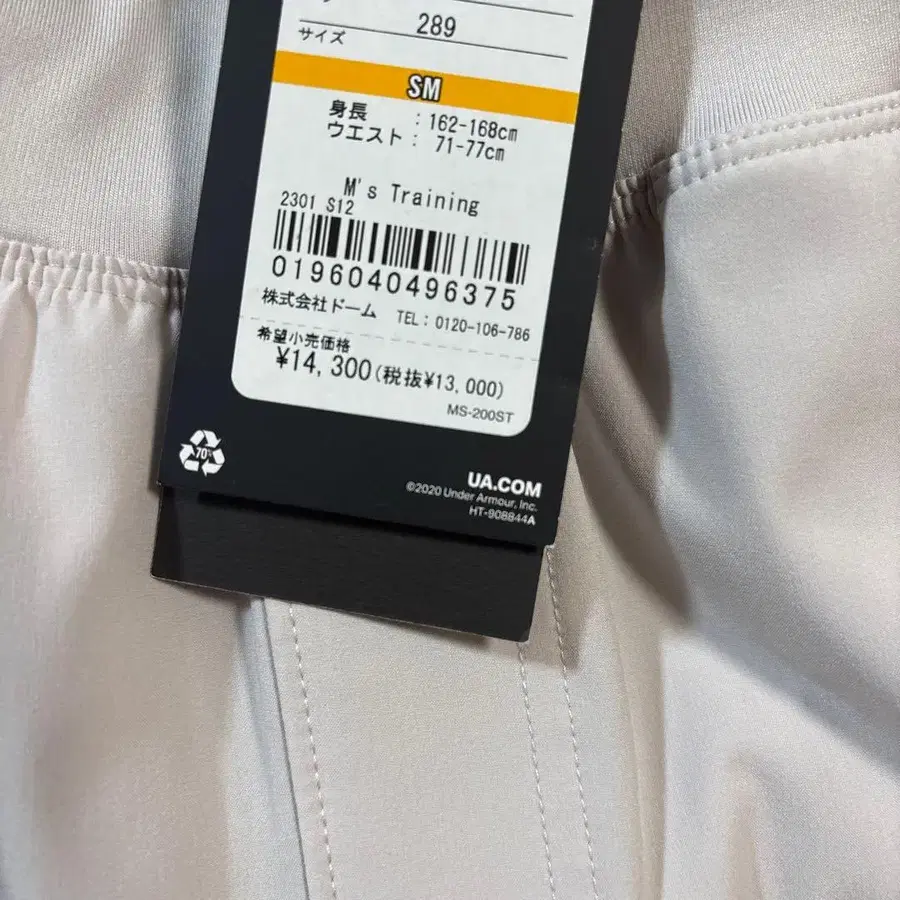 289
サイズ
SM
身長 : 162-168cm
ウエスト : 71-77cm
M's Training
2301 S12
0196040496375
株式会社ドーム TEL: 0120-106-786
希望小売価格
¥14,300(税抜¥13,000)
MS-200ST
70%
UA.COM
©2020 Under Armour, Inc.
HT-908844A